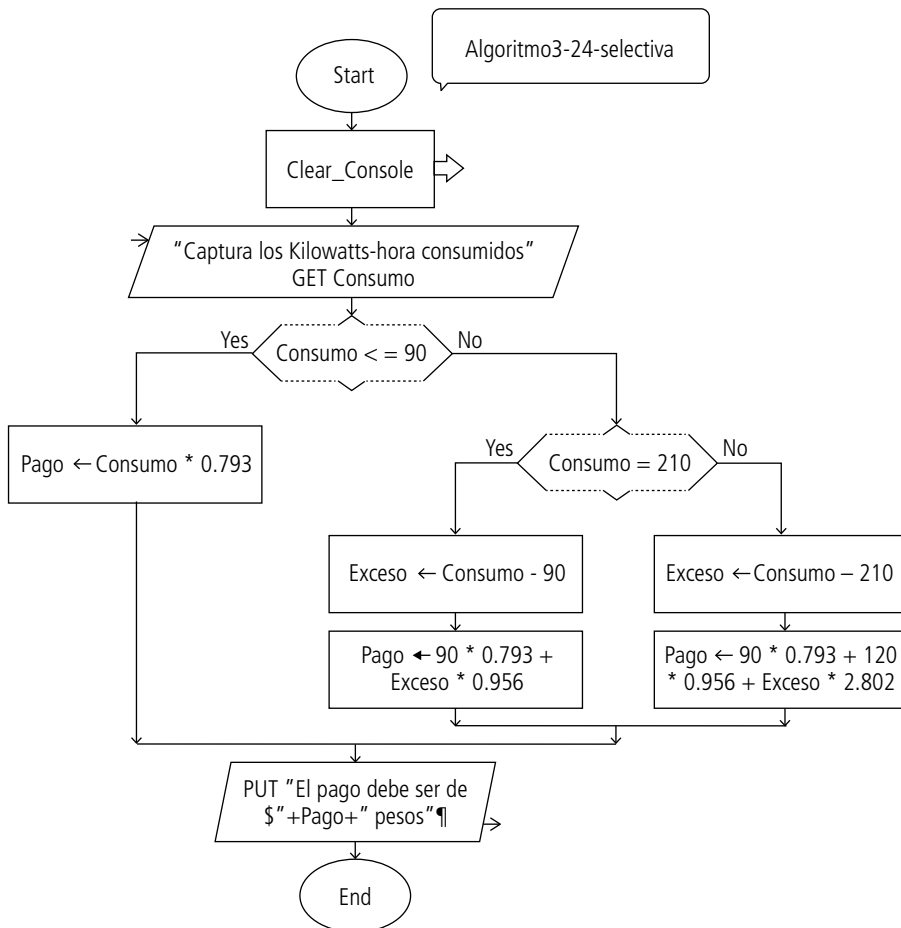 Algoritmo3-24-selectiva
Start
Clear_Console
"Captura los Kilowatts-hora consumidos"
GET Consumo
Yes
Consumo < = 90
No
Pago ← Consumo * 0.793
Yes
Consumo = 210
No
Exceso ← Consumo - 90
Exceso ← Consumo – 210
Pago ← 90 * 0.793 +
Exceso * 0.956
Pago ← 90 * 0.793 + 120
* 0.956 + Exceso * 2.802
PUT "El pago debe ser de
$"+Pago+" pesos"¶
End